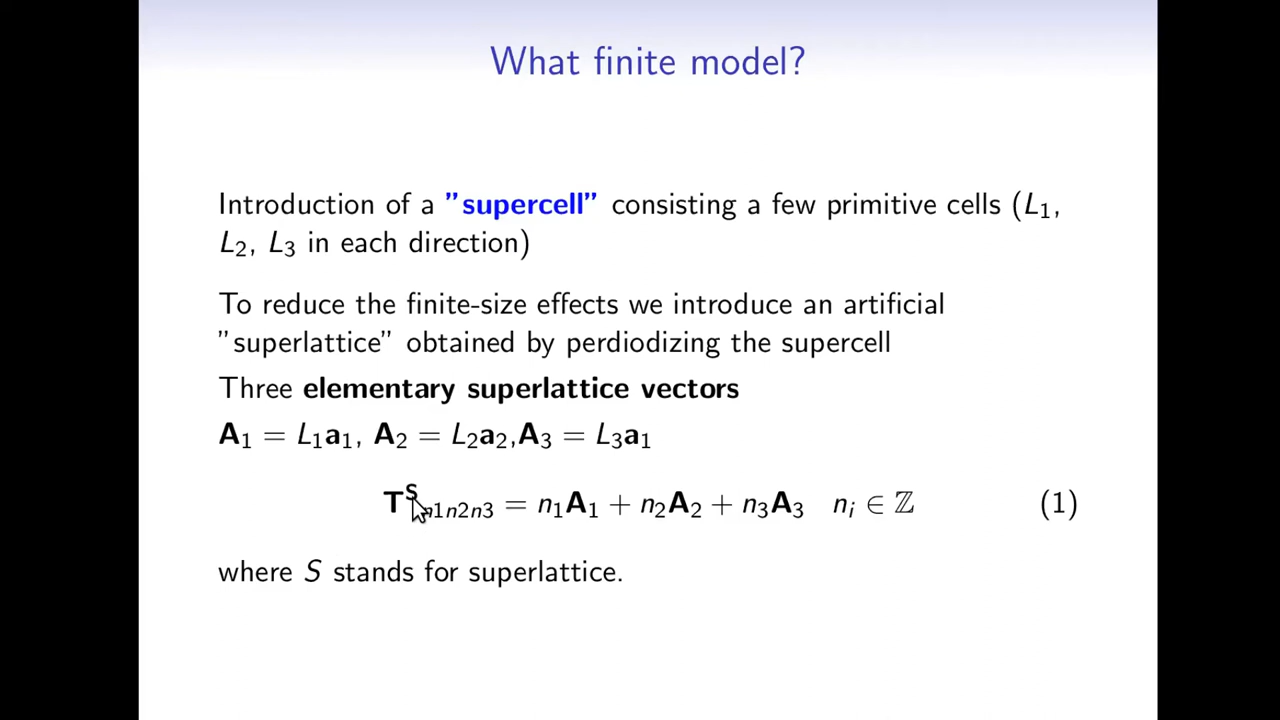 What finite model?
Introduction of a ”supercell” consisting a few primitive cells (L₁,
L₂, L₃ in each direction)
To reduce the finite-size effects we introduce an artificial
”superlattice” obtained by perdiodizing the supercell
Three elementary superlattice vectors
A₁ = L₁a₁, A₂ = L₂a₂,A₃ = L₃a₁
T^S_{n1n2n3} = n₁A₁ + n₂A₂ + n₃A₃ nᵢ ∈ ℤ (1)
where S stands for superlattice.